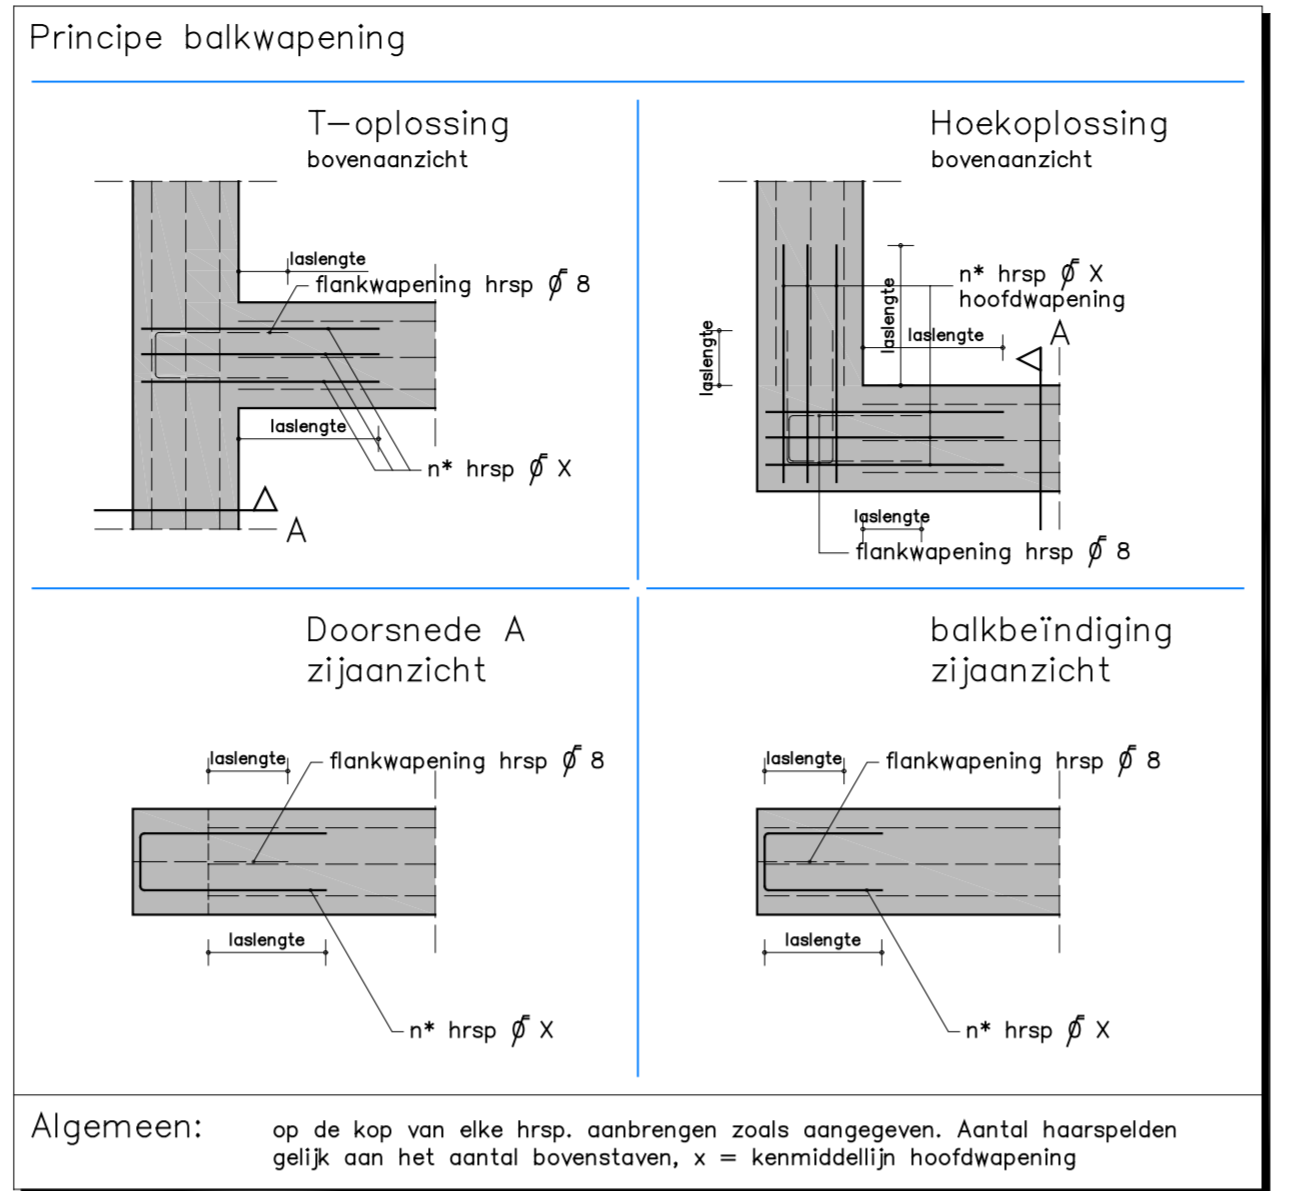 Principe balkwapening
T-oplossing
bovenaanzicht
laslengte
flankwapening hrsp Ø 8
laslengte
n* hrsp Ø X
A
Hoekoplossing
bovenaanzicht
n* hrsp Ø X
hoofdwapening
laslengte
laslengte
laslengte
A
laslengte
flankwapening hrsp Ø 8
Doorsnede A
zijaanzicht
laslengte
flankwapening hrsp Ø 8
laslengte
n* hrsp Ø X
balkbeïndiging
zijaanzicht
laslengte
flankwapening hrsp Ø 8
laslengte
n* hrsp Ø X
Algemeen:
op de kop van elke hrsp. aanbrengen zoals aangegeven. Aantal haarspelden
gelijk aan het aantal bovenstaven, x = kenmiddellijn hoofdwapening